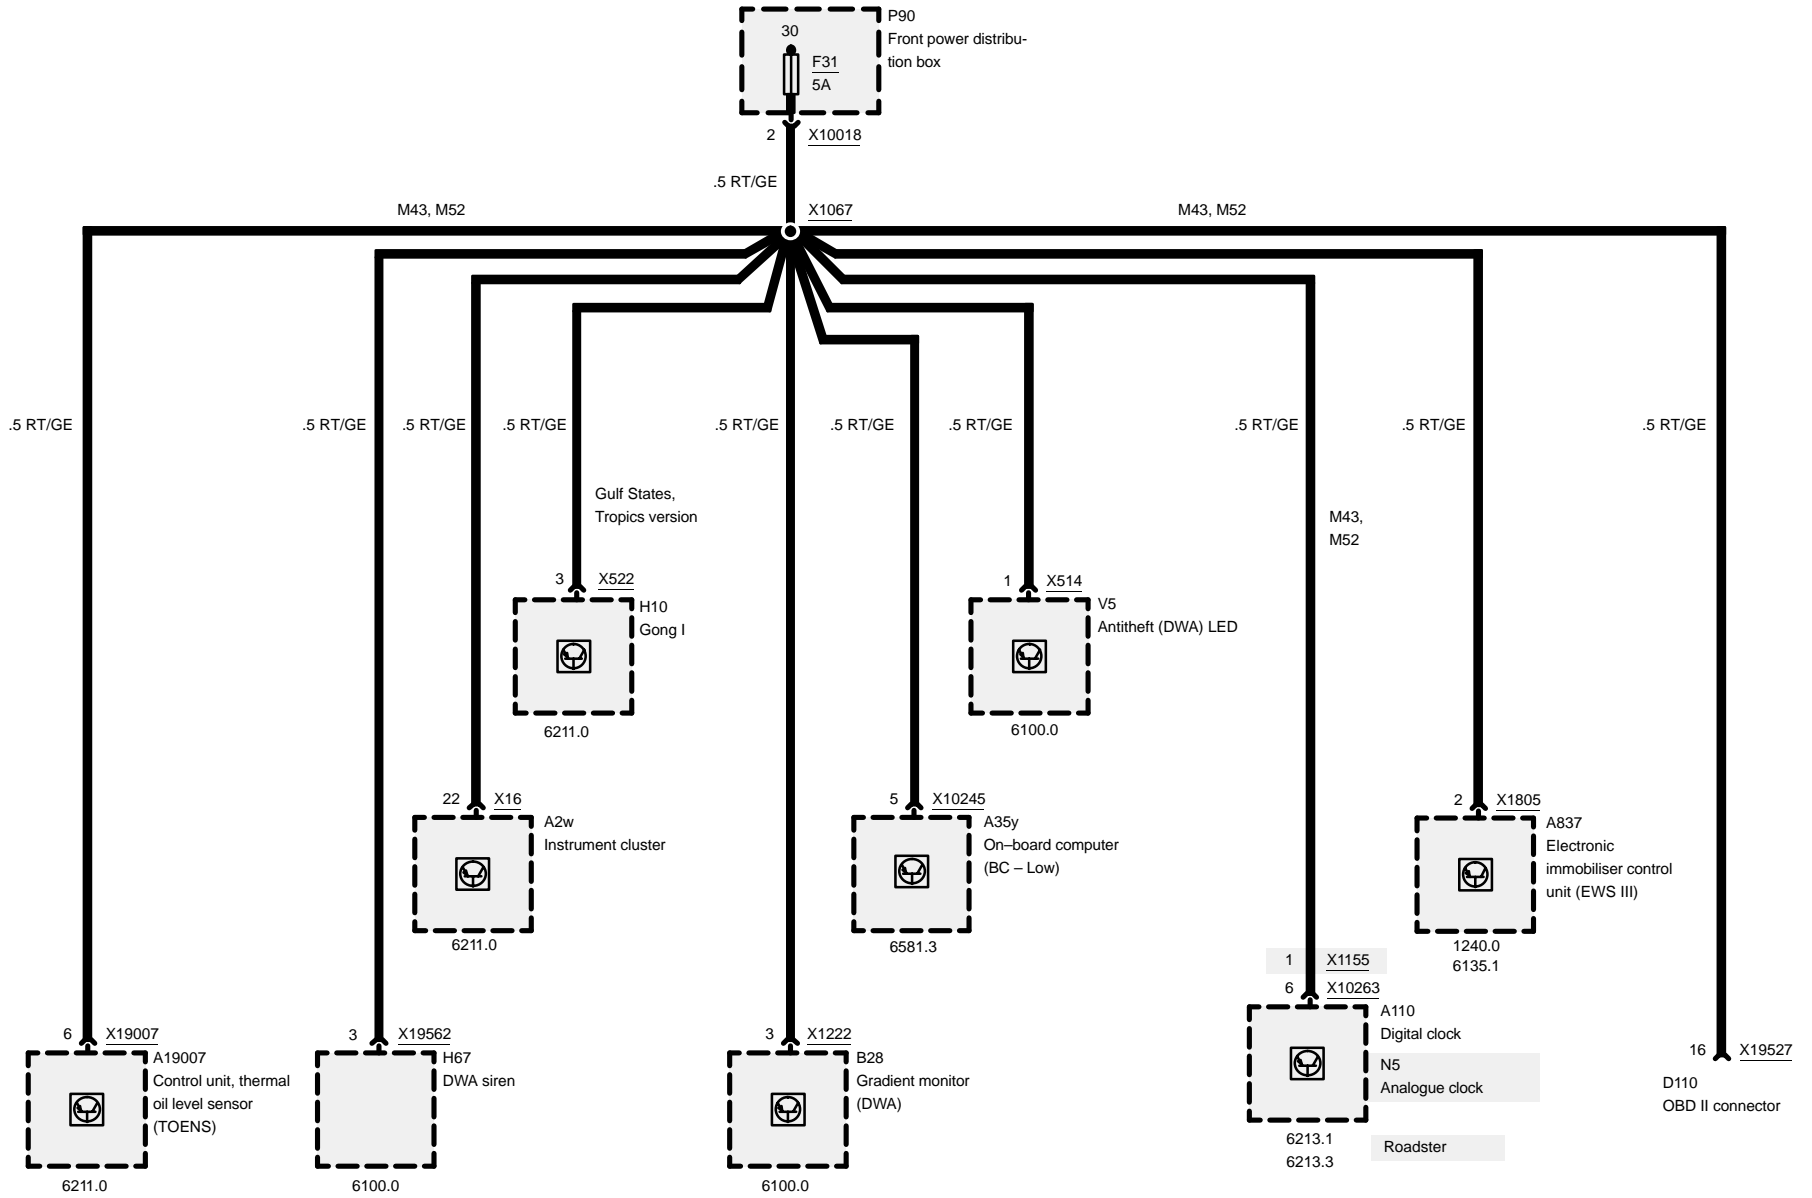 P90
30
Front power distribu-
tion box
F31
5A
2 X10018
.5 RT/GE
M43, M52
X1067
M43, M52
.5 RT/GE
.5 RT/GE
.5 RT/GE
.5 RT/GE
.5 RT/GE
.5 RT/GE
.5 RT/GE
.5 RT/GE
.5 RT/GE
.5 RT/GE
Gulf States,
Tropics version
M43,
M52
3 X522
H10
Gong I
6211.0
1 X514
V5
Antitheft (DWA) LED
6100.0
22 X16
A2w
Instrument cluster
6211.0
5 X10245
A35y
On–board computer
(BC – Low)
6581.3
2 X1805
A837
Electronic
immobiliser control
unit (EWS III)
1240.0
6135.1
1 X1155
6 X10263
A110
Digital clock
N5
Analogue clock
6213.1
6213.3
Roadster
6 X19007
A19007
Control unit, thermal
oil level sensor
(TOENS)
6211.0
3 X19562
H67
DWA siren
6100.0
3 X1222
B28
Gradient monitor
(DWA)
6100.0
16 X19527
D110
OBD II connector